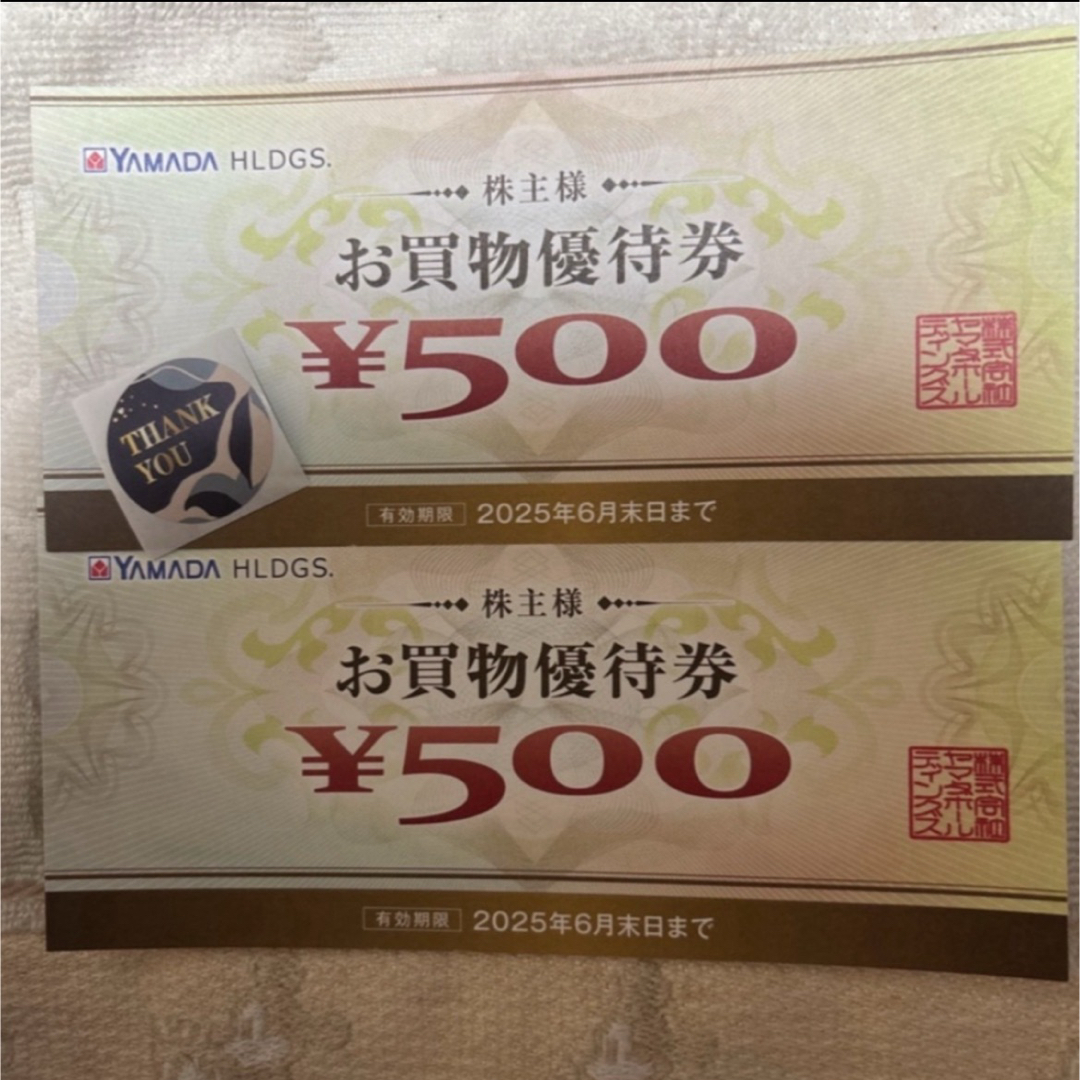 YAMADA HLDGS.
株主様
お買物優待券
¥500
株式会社
ヤマダホール
ディングス
THANK
YOU
有効期限 2025年6月末日まで
YAMADA HLDGS.
株主様
お買物優待券
¥500
株式会社
ヤマダホール
ディングス
有効期限 2025年6月末日まで